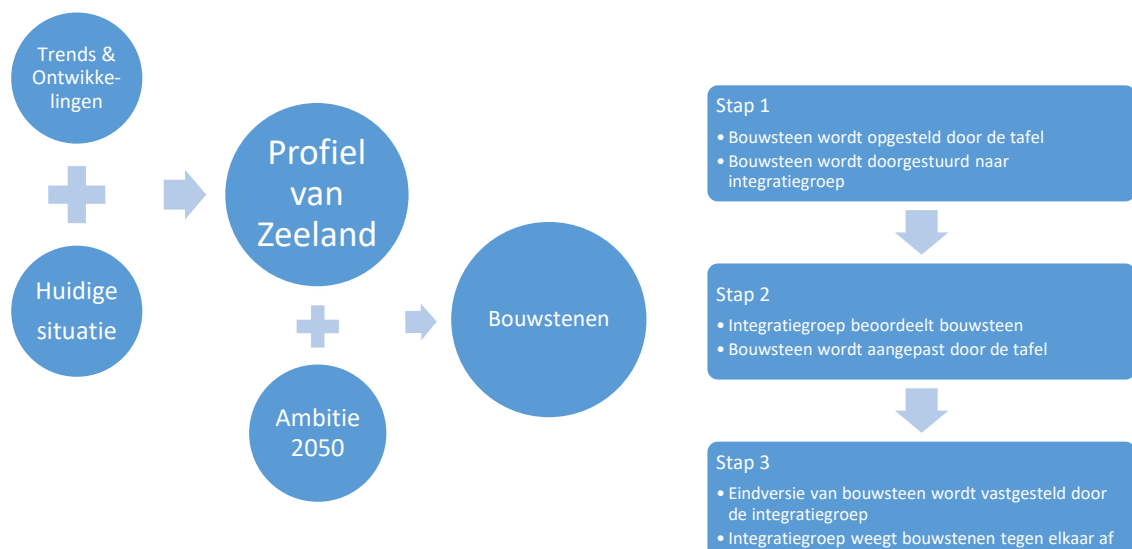 Trends &
Ontwikke-
lingen
Huidige
situatie
Profiel
van
Zeeland
Ambitie
2050
Bouwstenen
Stap 1
• Bouwsteen wordt opgesteld door de tafel
• Bouwsteen wordt doorgestuurd naar
integratiegroep
Stap 2
• Integratiegroep beoordeelt bouwsteen
• Bouwsteen wordt aangepast door de tafel
Stap 3
• Eindversie van bouwsteen wordt vastgesteld door
de integratiegroep
• Integratiegroep weegt bouwstenen tegen elkaar af